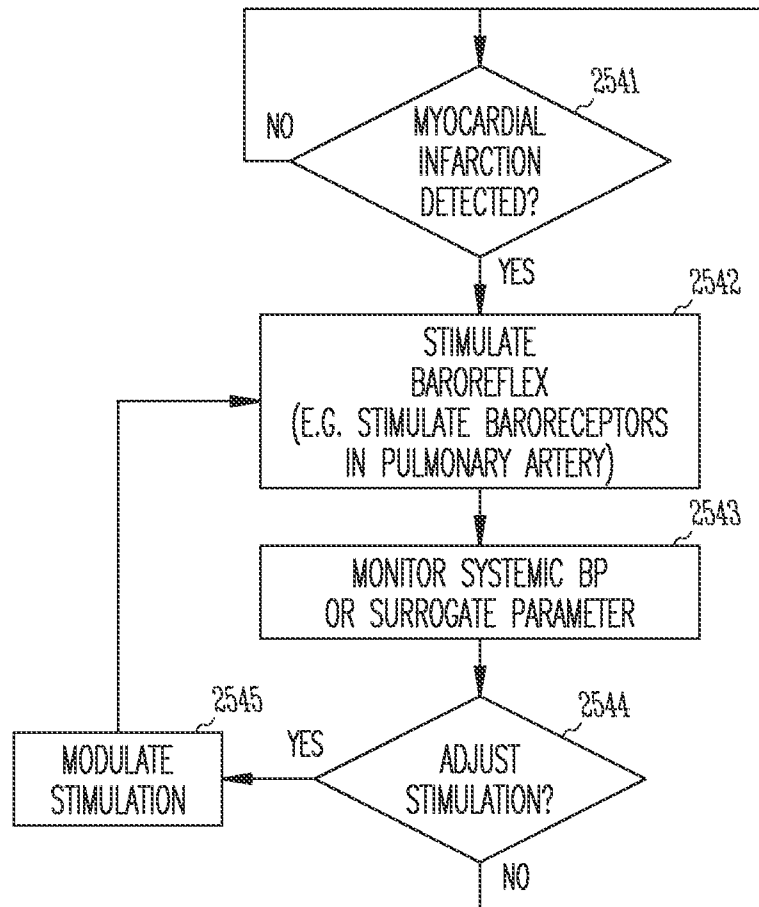 2541
NO
MYOCARDIAL
INFARCTION
DETECTED?
YES
2542
STIMULATE
BAROREFLEX
(E.G. STIMULATE BARORECEPTORS
IN PULMONARY ARTERY)
2543
MONITOR SYSTEMIC BP
OR SURROGATE PARAMETER
2545
MODULATE
STIMULATION
YES
2544
ADJUST
STIMULATION?
NO